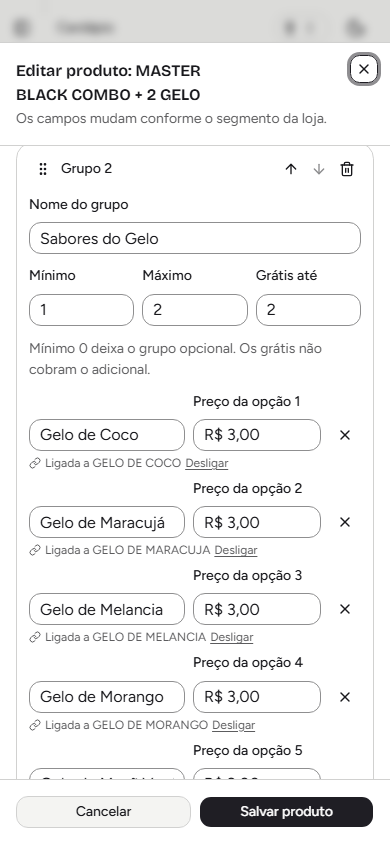 Editar produto: MASTER
BLACK COMBO + 2 GELO
Os campos mudam conforme o segmento da loja.
Grupo 2
Nome do grupo
Sabores do Gelo
Mínimo Máximo Grátis até
1 2 2
Mínimo 0 deixa o grupo opcional. Os grátis não
cobram o adicional.
Preço da opção 1
Gelo de Coco R$ 3,00
Ligada a GELO DE COCO Desligar
Preço da opção 2
Gelo de Maracujá R$ 3,00
Ligada a GELO DE MARACUJA Desligar
Preço da opção 3
Gelo de Melancia R$ 3,00
Ligada a GELO DE MELANCIA Desligar
Preço da opção 4
Gelo de Morango R$ 3,00
Ligada a GELO DE MORANGO Desligar
Preço da opção 5
Cancelar Salvar produto